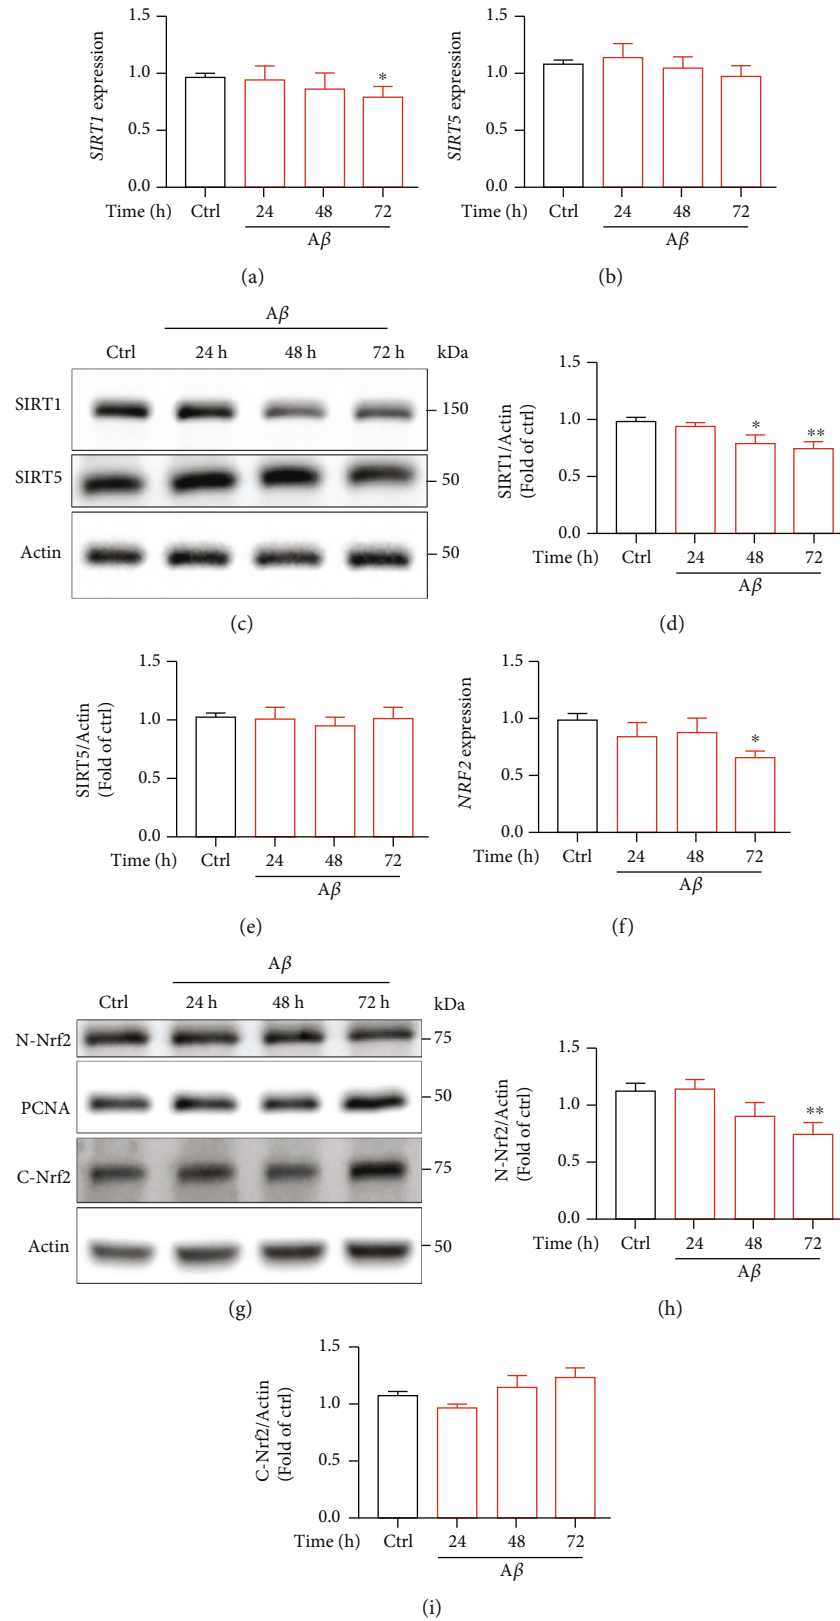 1.5
1.0
0.5
0.0
SIRT1 expression
*
Time (h) Ctrl 24 48 72
Aβ
(a)
1.5
1.0
0.5
0.0
SIRT5 expression
Time (h) Ctrl 24 48 72
Aβ
(b)
Aβ
Ctrl 24 h 48 h 72 h kDa
SIRT1 150
SIRT5 50
Actin 50
(c)
1.5
1.0
0.5
0.0
SIRT1/Actin
(Fold of ctrl)
* **
Time (h) Ctrl 24 48 72
Aβ
(d)
1.5
1.0
0.5
0.0
SIRT5/Actin
(Fold of ctrl)
Time (h) Ctrl 24 48 72
Aβ
(e)
1.5
1.0
0.5
0.0
NRF2 expression
*
Time (h) Ctrl 24 48 72
Aβ
(f)
Aβ
Ctrl 24 h 48 h 72 h kDa
N-Nrf2 75
PCNA 50
C-Nrf2 75
Actin 50
(g)
1.5
1.0
0.5
0.0
N-Nrf2/Actin
(Fold of ctrl)
**
Time (h) Ctrl 24 48 72
Aβ
(h)
1.5
1.0
0.5
0.0
C-Nrf2/Actin
(Fold of ctrl)
Time (h) Ctrl 24 48 72
Aβ
(i)